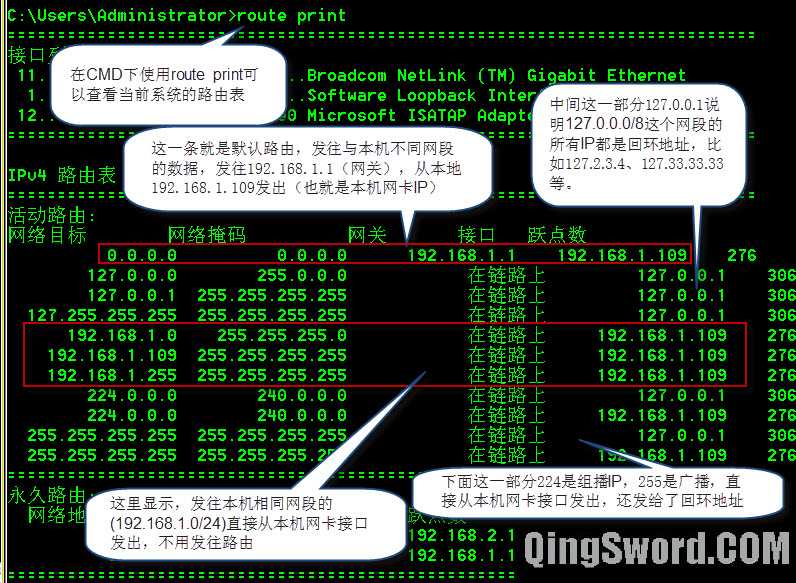 C:\Users\Administrator>route print
接口
在CMD下使用route print可
以查看当前系统的路由表
11...
..Broadcom NetLink (TM) Gigabit Ethernet
1.
..Software Loopback Inter
12...
0 Microsoft ISATAP Adapte
中间这一部分127.0.0.1说
明127.0.0.0/8这个网段的
所有IP都是回环地址，比
如127.2.3.4、127.33.33.33
等。
这一条就是默认路由，发往与本机不同网段
的数据，发往192.168.1.1（网关），从本地
192.168.1.109发出（也就是本机网卡IP）
IPv4 路由表
活动路由:
网络目标 网络掩码 网关 接口 跃点数
0.0.0.0 0.0.0.0 192.168.1.1 192.168.1.109 276
127.0.0.0 255.0.0.0 在链路上 127.0.0.1 306
127.0.0.1 255.255.255.255 在链路上 127.0.0.1 306
127.255.255.255 255.255.255.255 在链路上 127.0.0.1 306
192.168.1.0 255.255.255.0 在链路上 192.168.1.109 276
192.168.1.109 255.255.255.255 在链路上 192.168.1.109 276
192.168.1.255 255.255.255.255 在链路上 192.168.1.109 276
224.0.0.0 240.0.0.0 在链路上 127.0.0.1 306
224.0.0.0 240.0.0.0 在链路上 192.168.1.109 276
255.255.255.255 255.255.255.255 在链路上 127.0.0.1 306
255.255.255.255 255.255.255.255 在链路上 192.168.1.109 276
下面这一部分224是组播IP，255是广播，直
接从本机网卡接口发出，还发给了回环地址
永久路由:
网络地 跃点数
这里显示，发往本机相同网段的
(192.168.1.0/24)直接从本机网卡接口
发出，不用发往路由
192.168.2.1
192.168.1.1
QingSword.COM